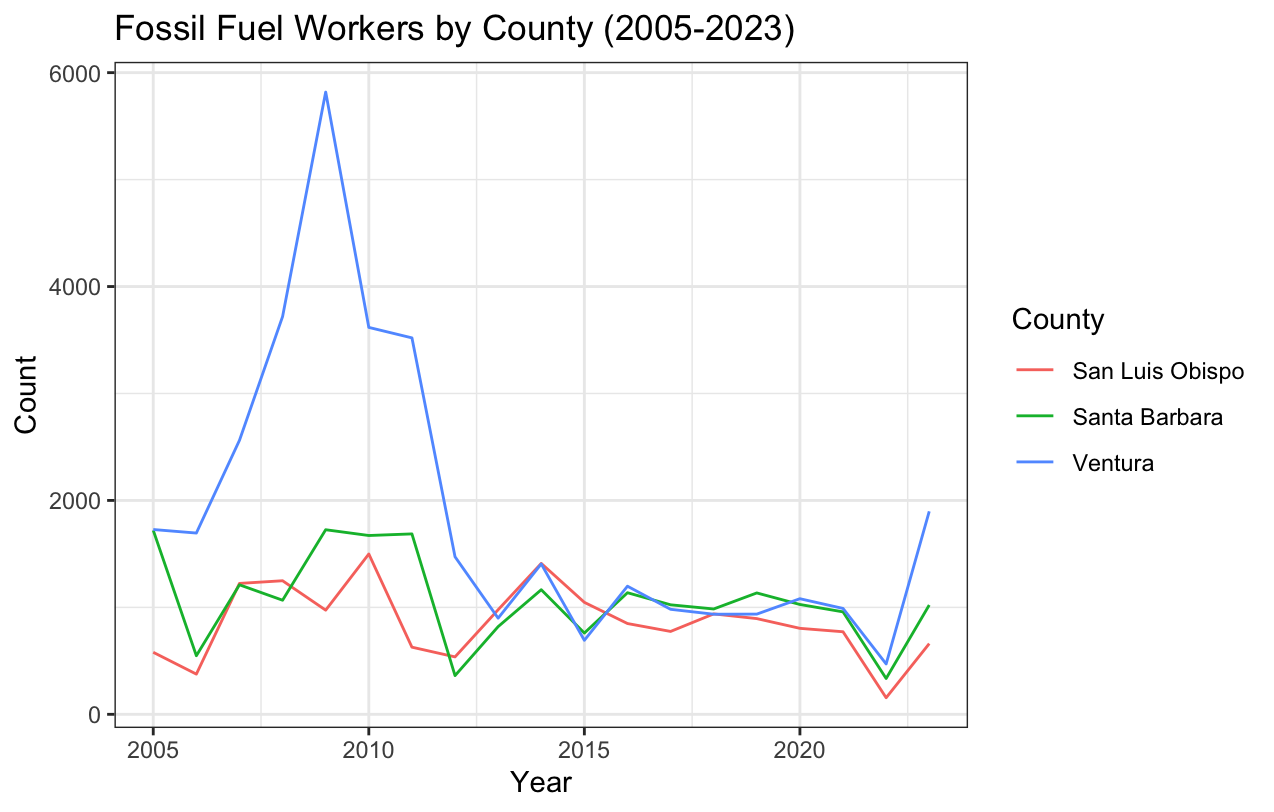 Fossil Fuel Workers by County (2005-2023)
6000
4000
2000
0
Count
2005 2010 2015 2020
Year
County
San Luis Obispo
Santa Barbara
Ventura